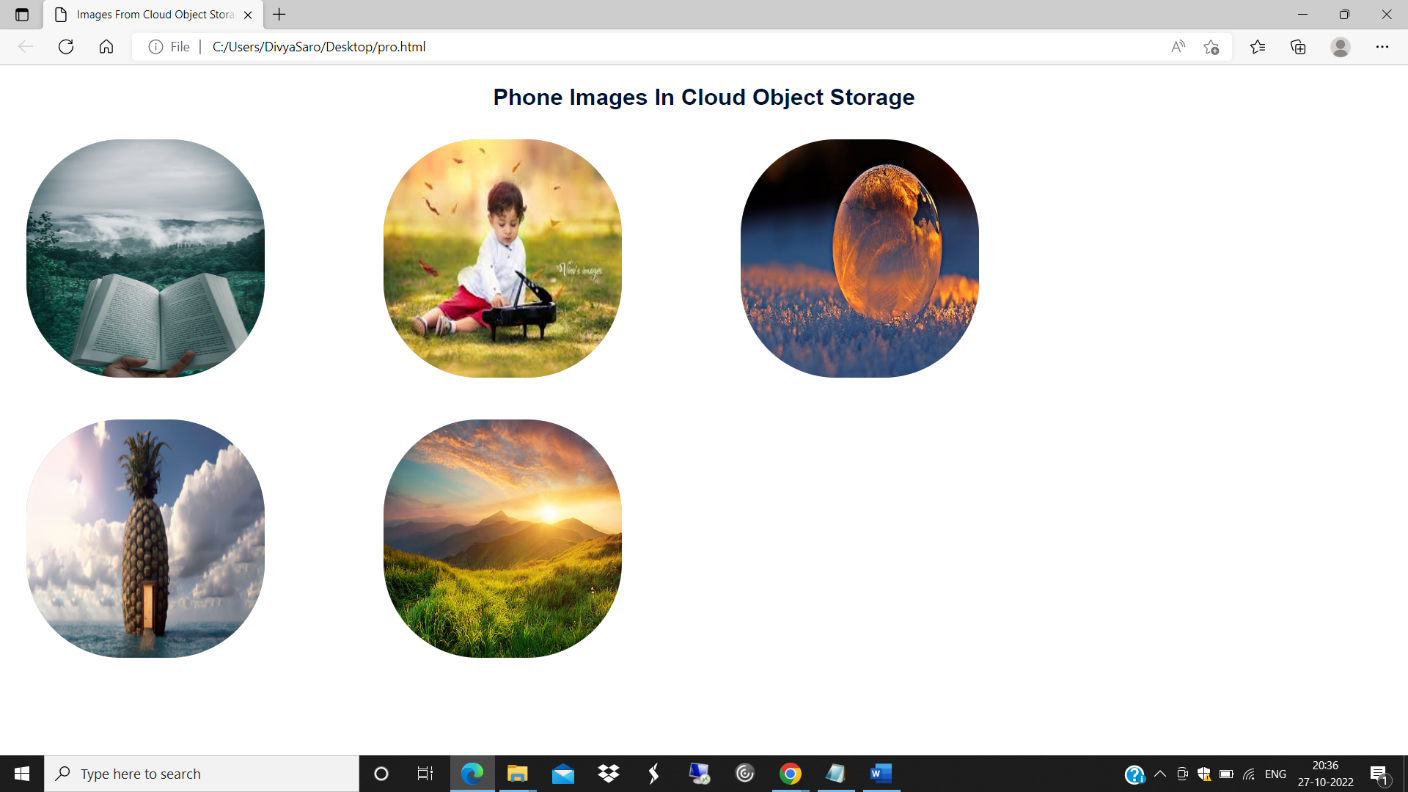 Images From Cloud Object Stora
File | C:/Users/DivyaSaro/Desktop/pro.html
Phone Images In Cloud Object Storage
Type here to search
ENG
20:36
27-10-2022
1